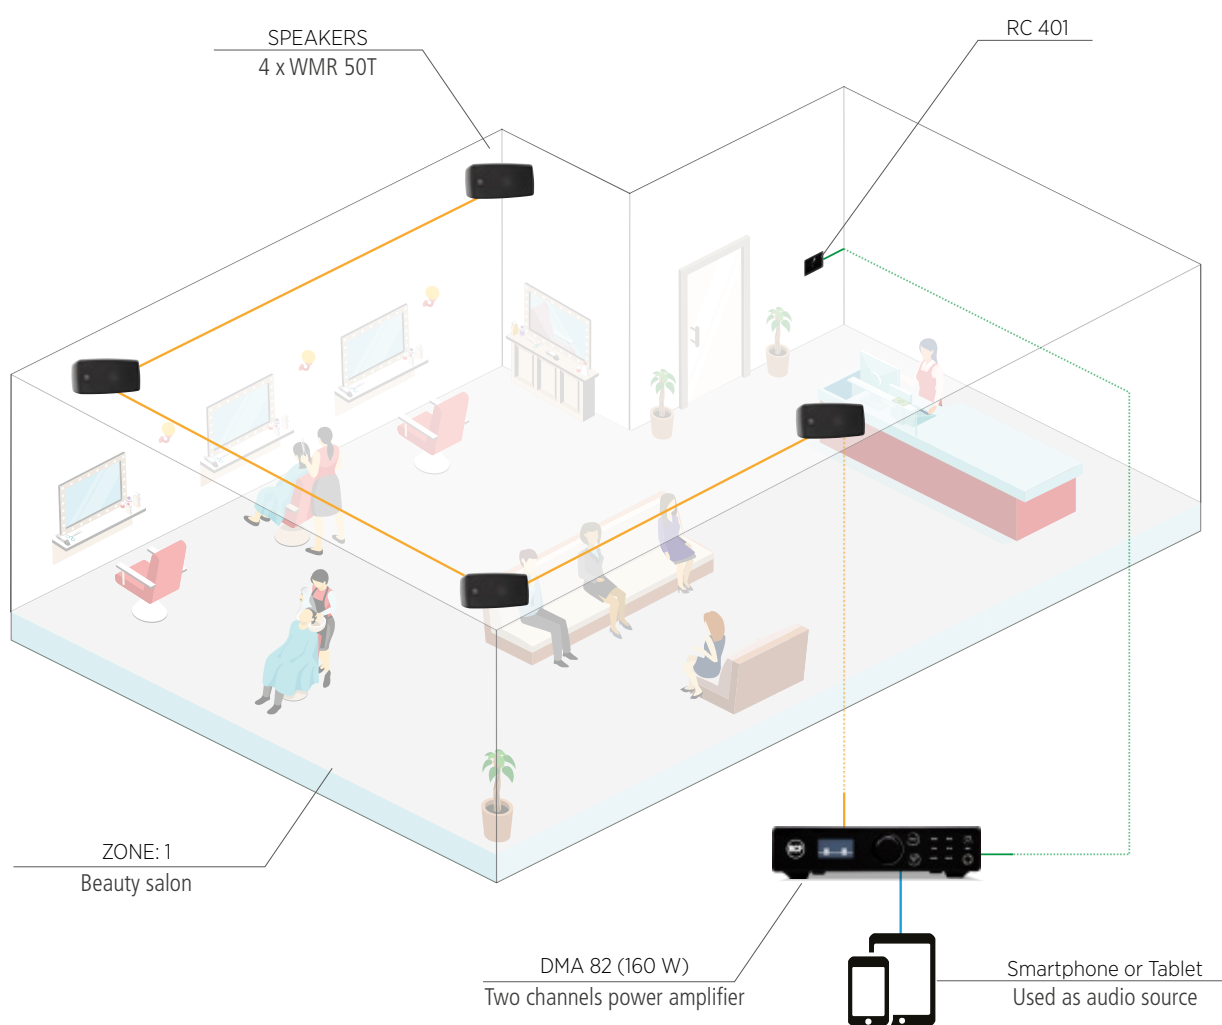 SPEAKERS
4 x WMR 50T
RC 401
ZONE: 1
Beauty salon
DMA 82 (160 W)
Two channels power amplifier
Smartphone or Tablet
Used as audio source